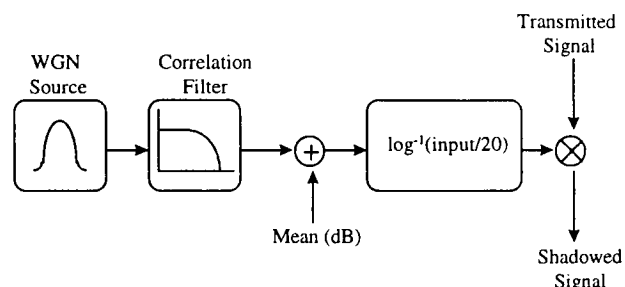 Transmitted
Signal
WGN
Source
Correlation
Filter
+
log⁻¹(input/20)
Mean (dB)
Shadowed
Signal